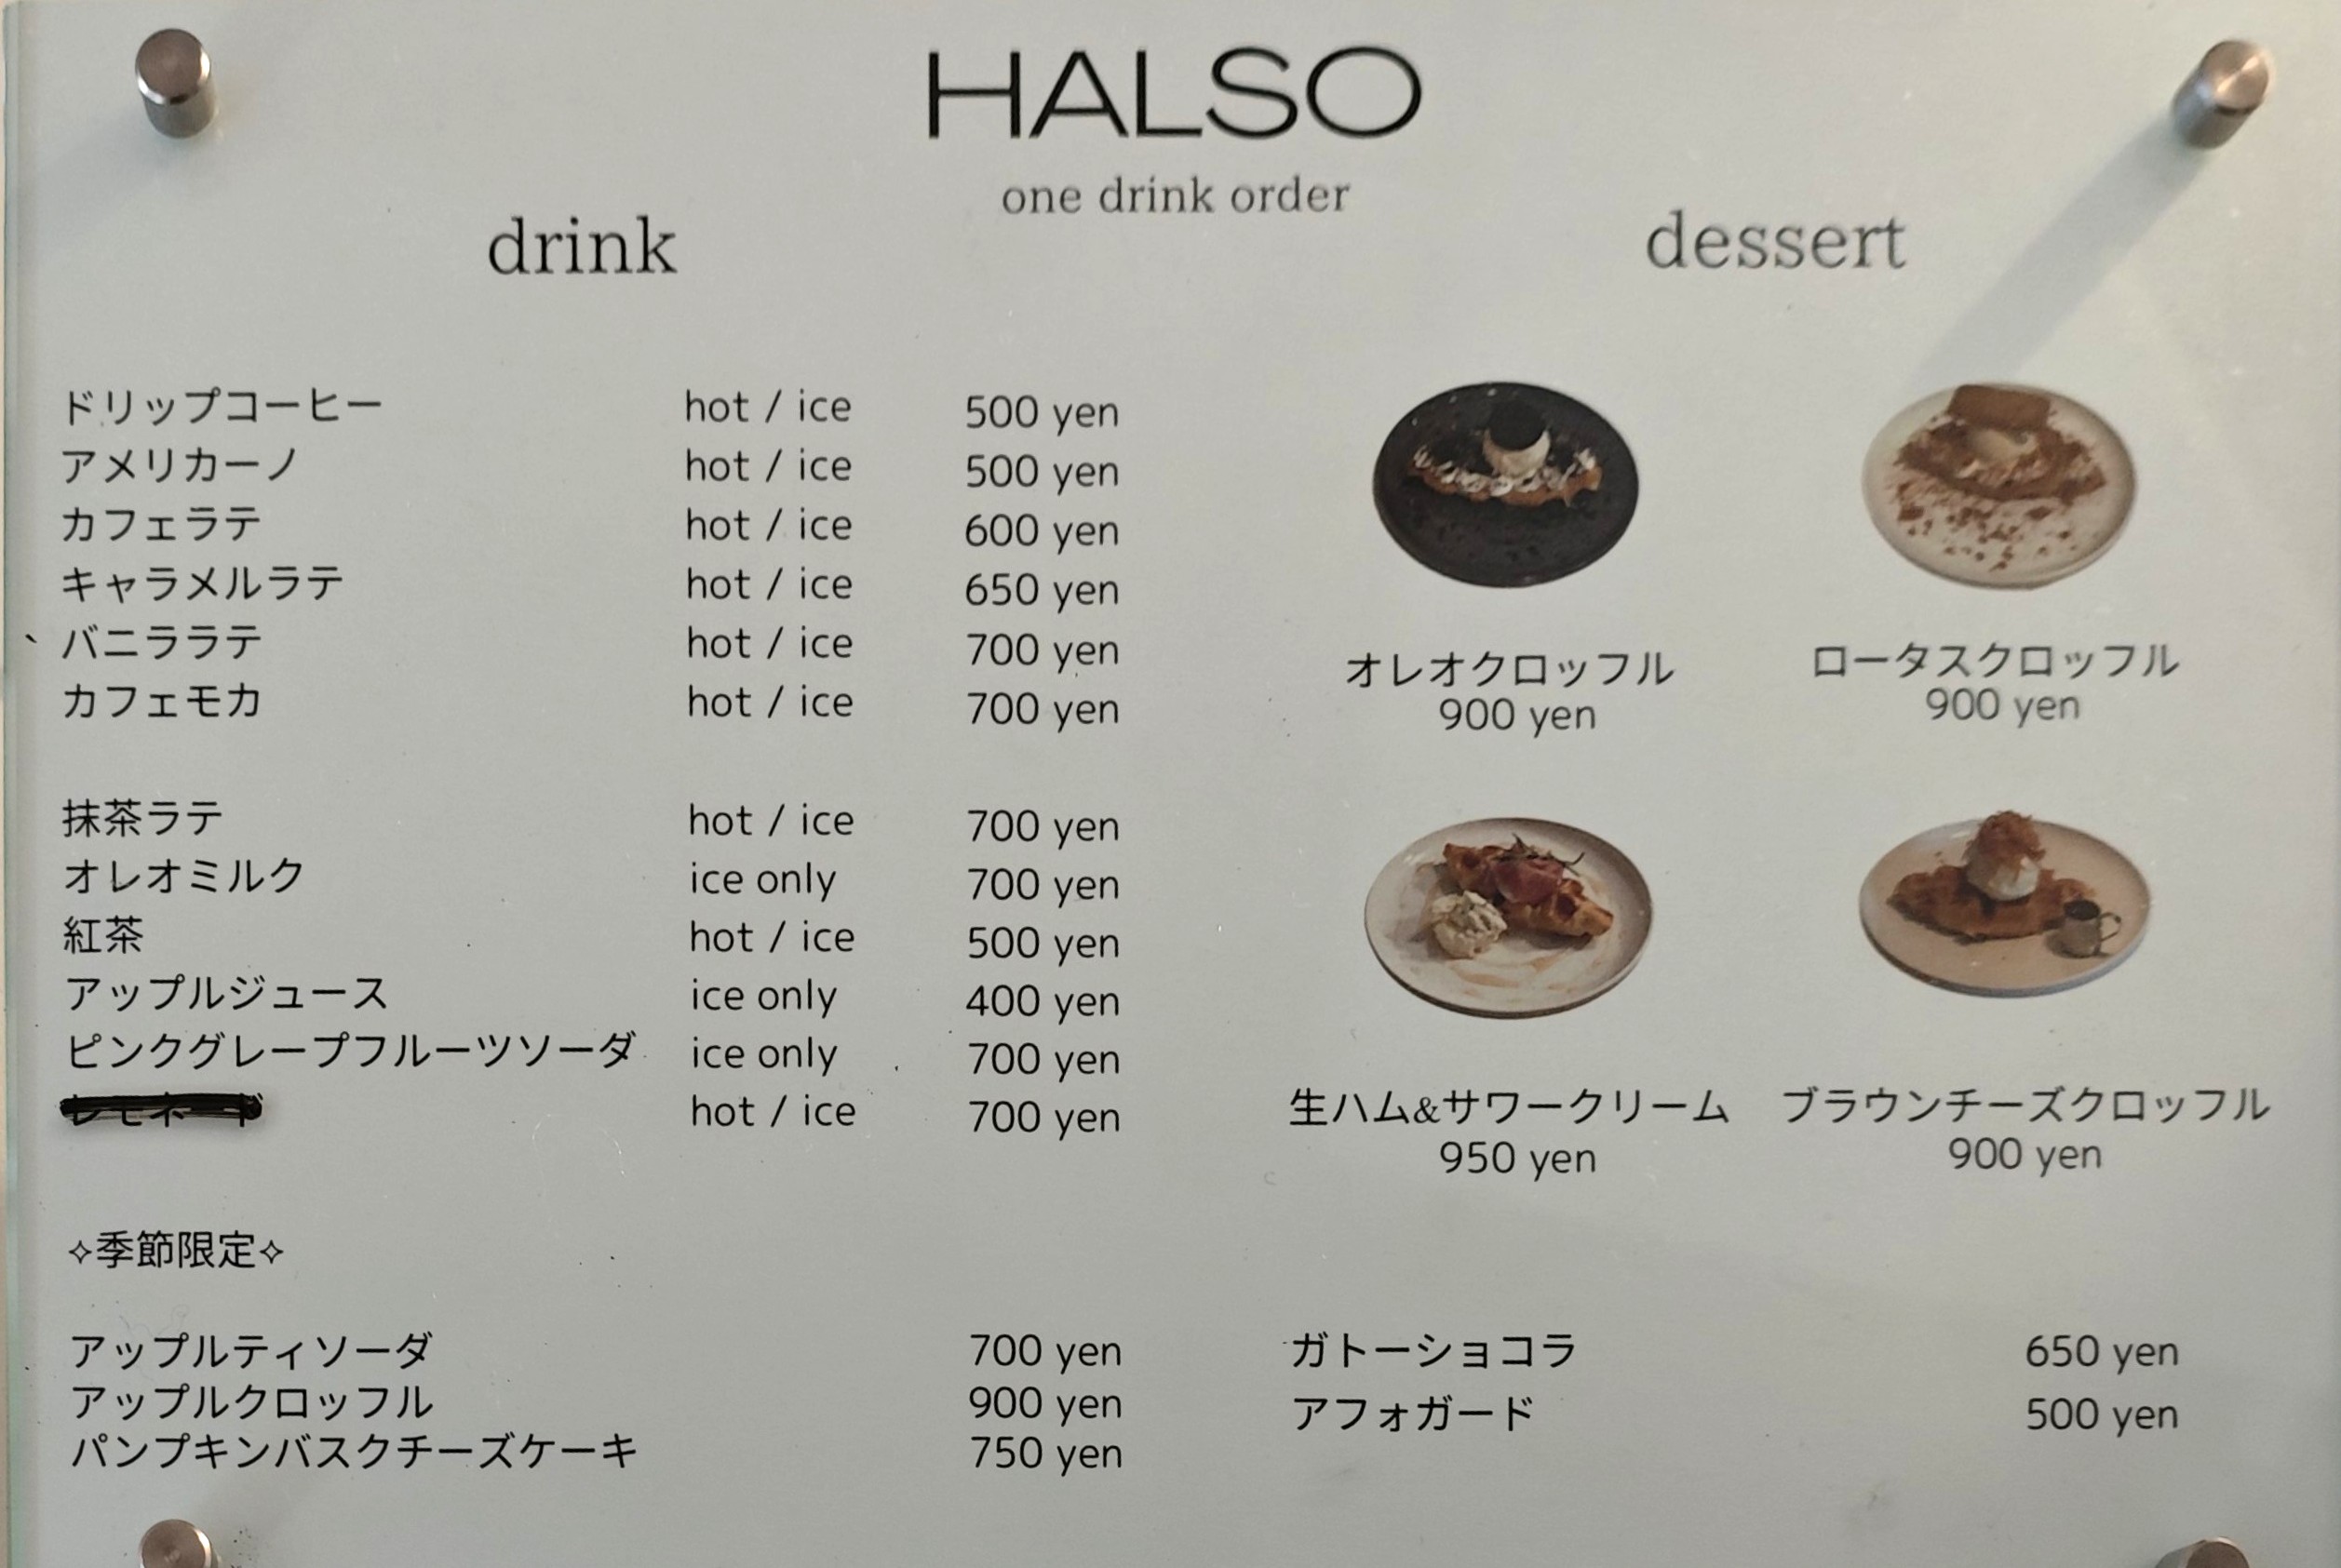 HALSO
one drink order
drink
ドリップコーヒー hot / ice 500 yen
アメリカーノ hot / ice 500 yen
カフェラテ hot / ice 600 yen
キャラメルラテ hot / ice 650 yen
バニララテ hot / ice 700 yen
カフェモカ hot / ice 700 yen
抹茶ラテ hot / ice 700 yen
オレオミルク ice only 700 yen
紅茶 hot / ice 500 yen
アップルジュース ice only 400 yen
ピンクグレープフルーツソーダ ice only 700 yen
hot / ice 700 yen
✧季節限定✧
アップルティソーダ 700 yen
アップルクロッフル 900 yen
パンプキンバスクチーズケーキ 750 yen
dessert
オレオクロッフル
900 yen
ロータスクロッフル
900 yen
生ハム&サワークリーム
950 yen
ブラウンチーズクロッフル
900 yen
ガトーショコラ 650 yen
アフォガード 500 yen